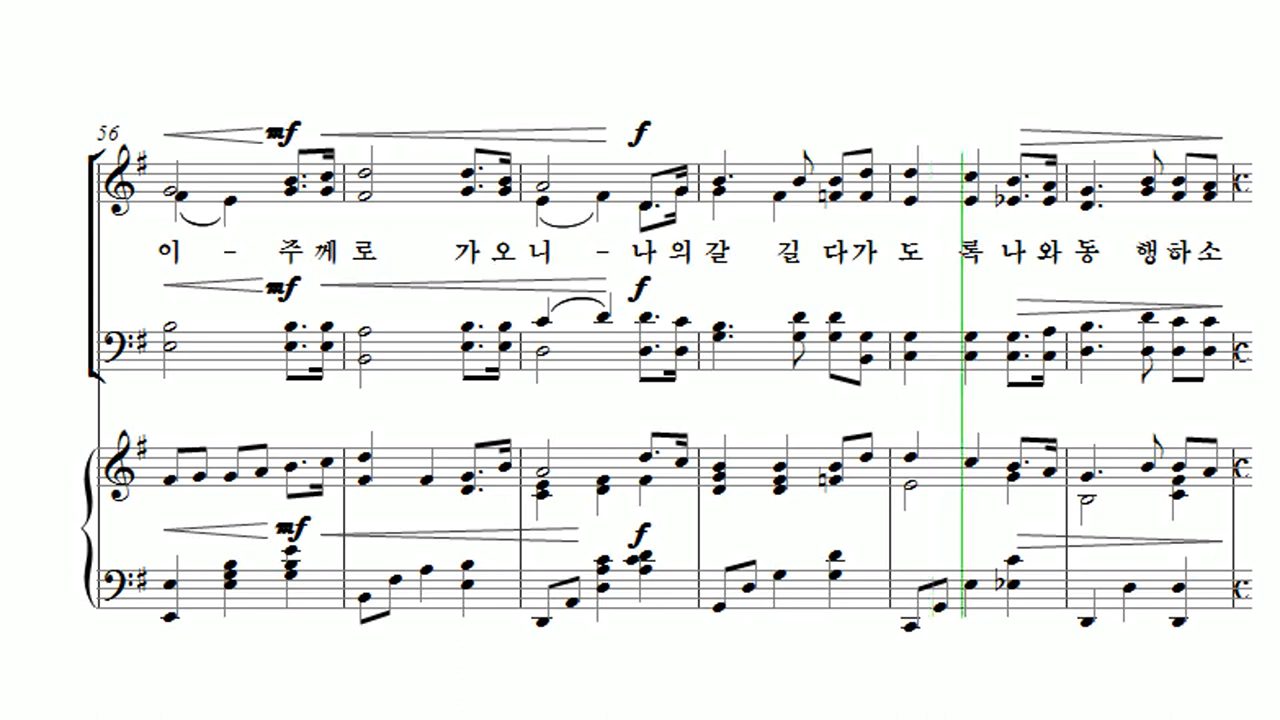 56
mf f
이 - 주 께 로 가 오 니 - 나 의 갈 길 다 가 도 록 나 와 동 행 하 소
mf f
mf f